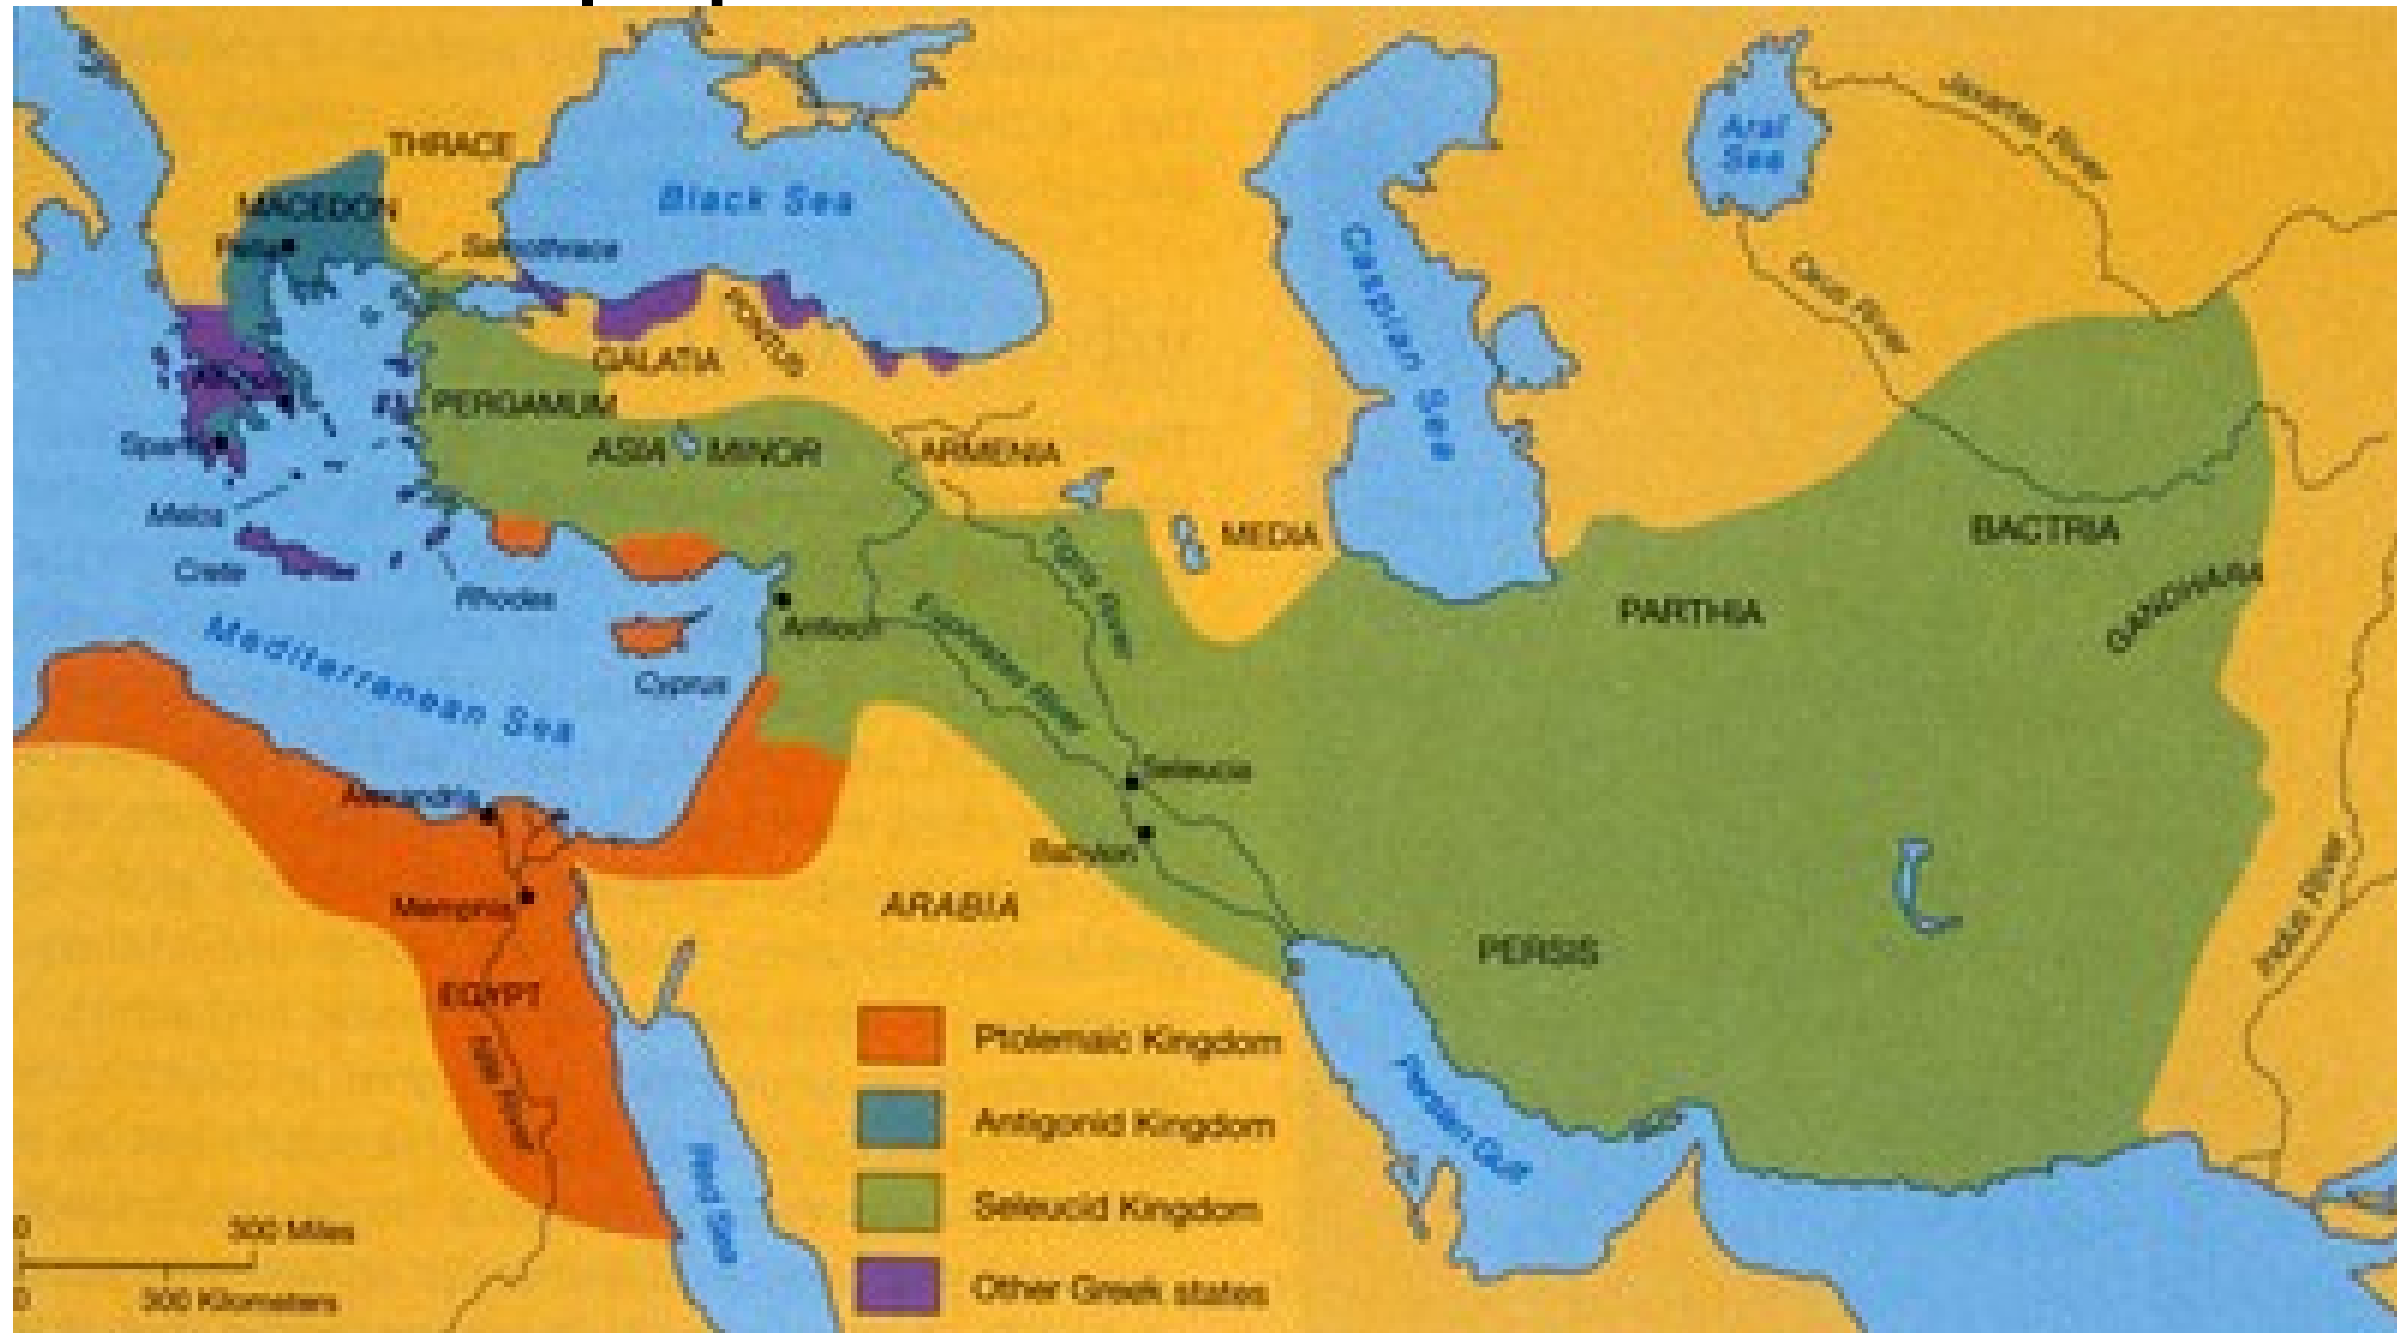 THRACE
MACEDON
Pella
Samothrace
Black Sea
Aral
Sea
Jaxartes River
Oxus River
Caspian Sea
PONTUS
GALATIA
PERGAMUM
ASIA MINOR
ARMENIA
Sparta
Melos
Crete
Rhodes
MEDIA
Tigris River
BACTRIA
GANDHARA
PARTHIA
Antioch
Euphrates River
Mediterranean Sea
Cyprus
Seleucia
Alexandria
Babylon
Memphis
ARABIA
EGYPT
Nile River
PERSIS
Indus River
Persian Gulf
Red Sea
Ptolemaic Kingdom
Antigonid Kingdom
Seleucid Kingdom
Other Greek states
0 300 Miles
0 300 Kilometers